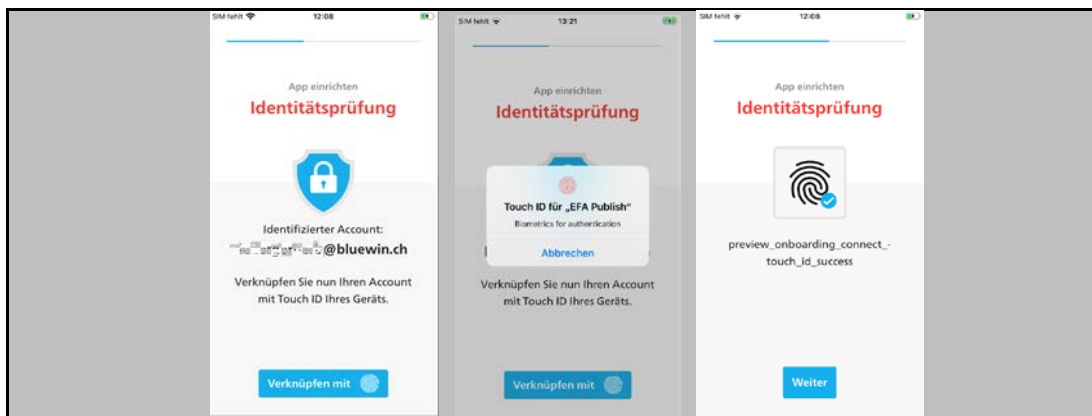 SIM fehlt
12:08
App einrichten
Identitätsprüfung
Identifizierter Account:
@bluewin.ch
Verknüpfen Sie nun Ihren Account
mit Touch ID Ihres Geräts.
Verknüpfen mit
SIM fehlt
13:21
App einrichten
Identitätsprüfung
Touch ID für „EFA Publish“
Biometrics for authentication
Abbrechen
Verknüpfen Sie nun Ihren Account
mit Touch ID Ihres Geräts.
Verknüpfen mit
SIM fehlt
12:08
App einrichten
Identitätsprüfung
preview_onboarding_connect_-
touch_id_success
Weiter